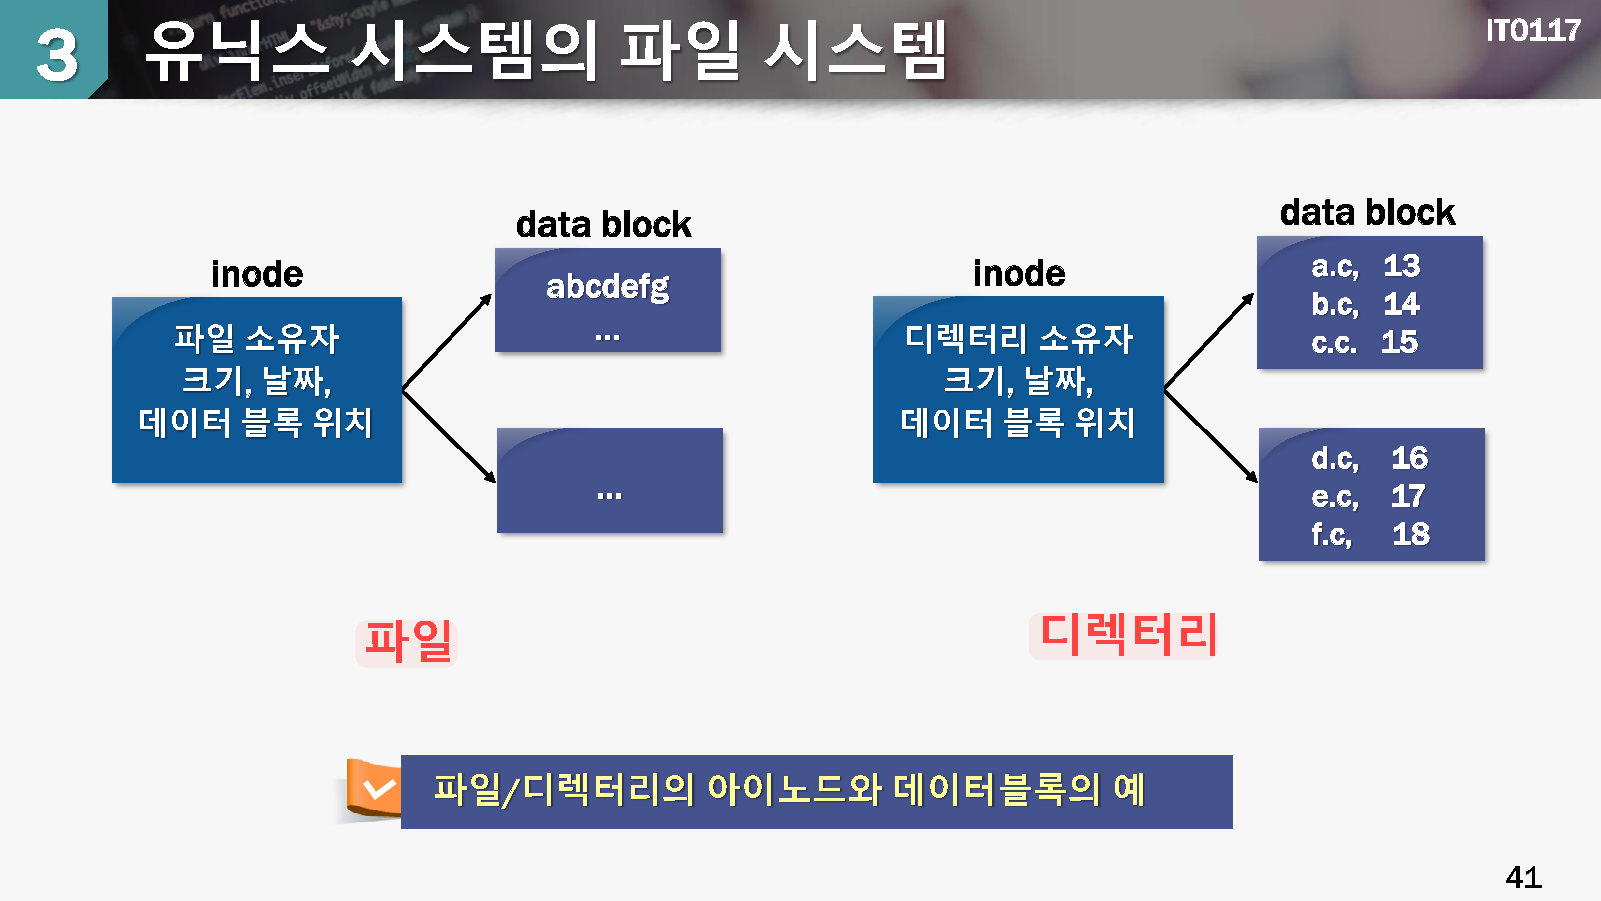 3 유닉스 시스템의 파일 시스템
IT0117
data block
inode
abcdefg
...
파일 소유자
크기, 날짜,
데이터 블록 위치
...
파일
data block
inode
a.c, 13
b.c, 14
c.c. 15
디렉터리 소유자
크기, 날짜,
데이터 블록 위치
d.c, 16
e.c, 17
f.c, 18
디렉터리
파일/디렉터리의 아이노드와 데이터블록의 예
41